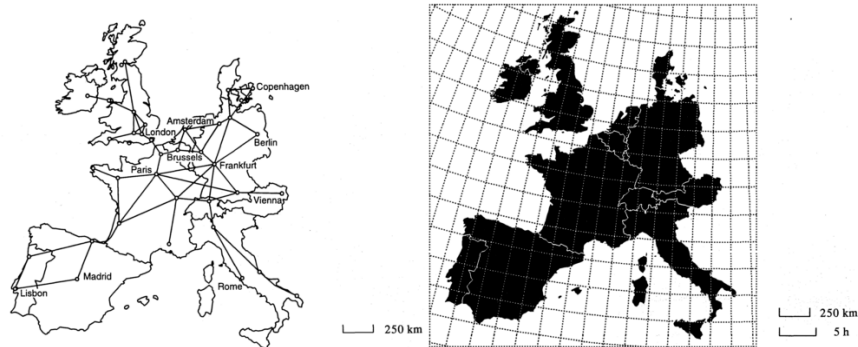 Copenhagen
Amsterdam
London
Berlin
Brussels
Paris
Frankfurt
Vienna
Madrid
Lisbon
Rome
250 km
250 km
5 h